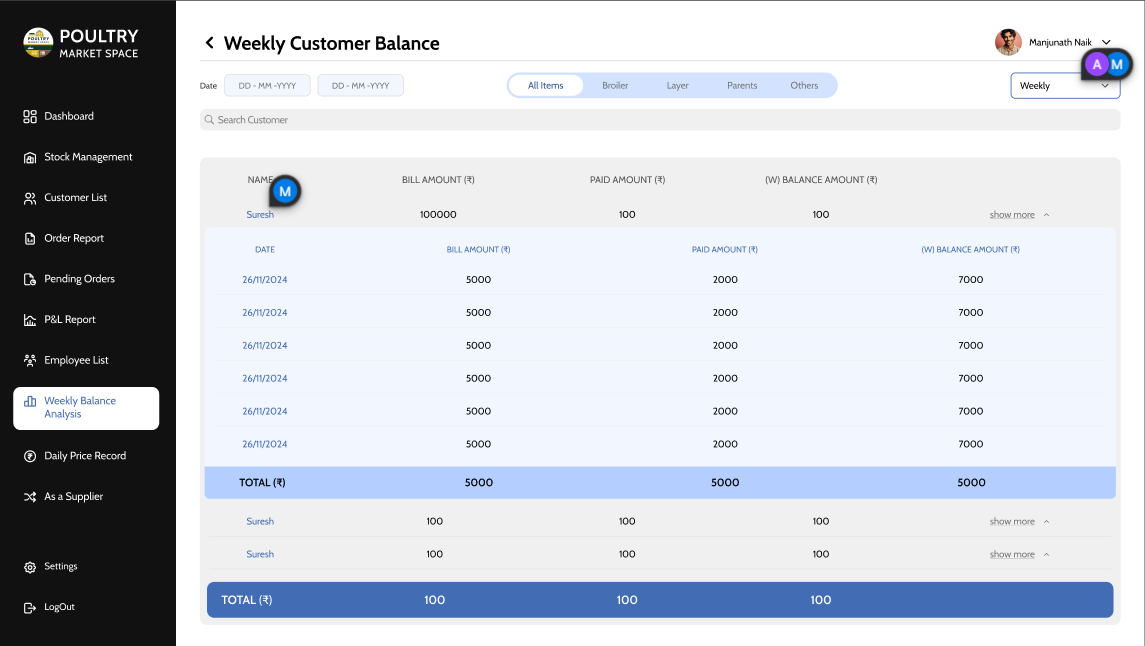 POULTRY
MARKET SPACE
Dashboard
Stock Management
Customer List
Order Report
Pending Orders
P&L Report
Employee List
Weekly Balance
Analysis
Daily Price Record
As a Supplier
Settings
LogOut
Weekly Customer Balance
Manjunath Naik
A M
Date DD - MM -YYYY DD - MM -YYYY All Items Broiler Layer Parents Others Weekly
Search Customer
NAME BILL AMOUNT (₹) PAID AMOUNT (₹) (W) BALANCE AMOUNT (₹)
M
Suresh 100000 100 100 show more
DATE BILL AMOUNT (₹) PAID AMOUNT (₹) (W) BALANCE AMOUNT (₹)
26/11/2024 5000 2000 7000
26/11/2024 5000 2000 7000
26/11/2024 5000 2000 7000
26/11/2024 5000 2000 7000
26/11/2024 5000 2000 7000
26/11/2024 5000 2000 7000
TOTAL (₹) 5000 5000 5000
Suresh 100 100 100 show more
Suresh 100 100 100 show more
TOTAL (₹) 100 100 100